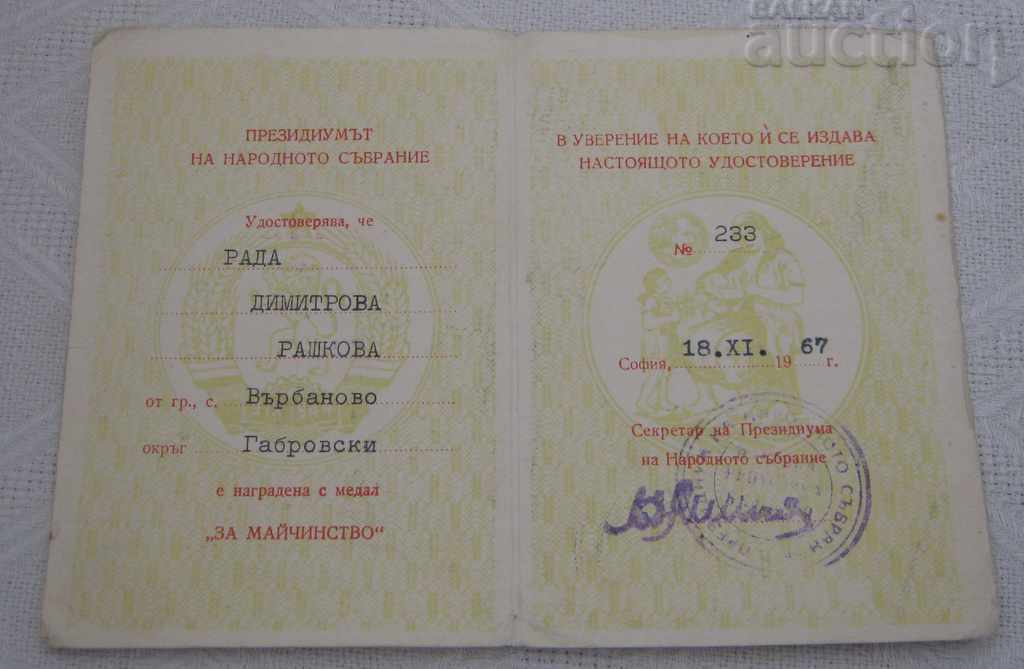 BALKAN
auction
ПРЕЗИДИУМЪТ
НА НАРОДНОТО СЪБРАНИЕ
Удостоверява, че
РАДА
ДИМИТРОВА
РАШКОВА
от гр., с. Върбаново
окръг Габровски
е наградена с медал
„ЗА МАЙЧИНСТВО“
В УВЕРЕНИЕ НА КОЕТО Ѝ СЕ ИЗДАВА
НАСТОЯЩОТО УДОСТОВЕРЕНИЕ
№ 233
София, 18.XI. 1967 г.
Секретар на Президиума
на Народното събрание